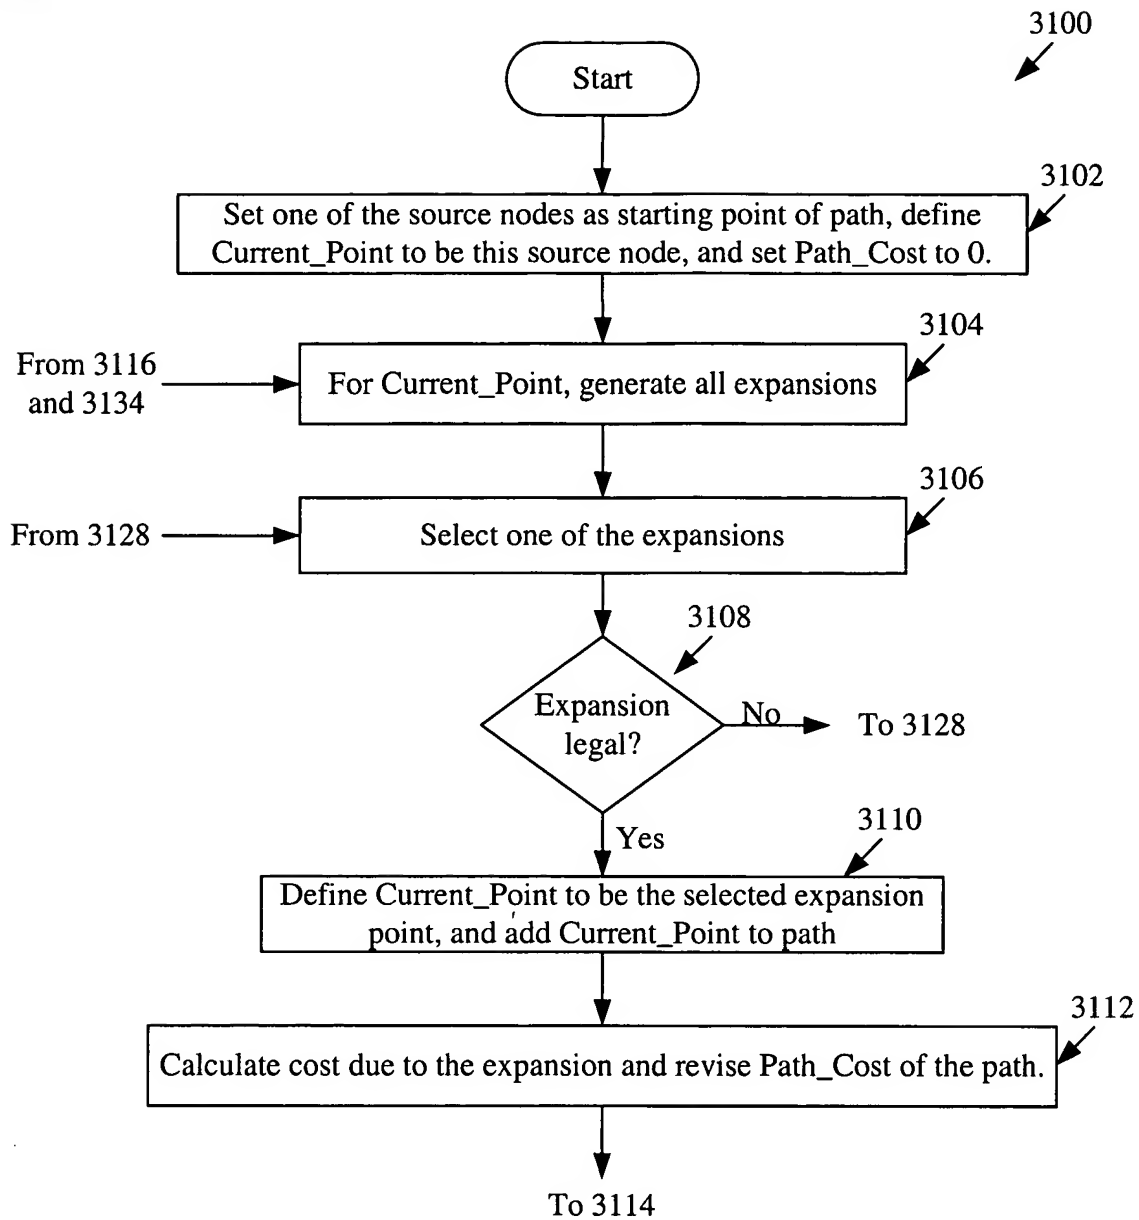 3100
Start
3102
Set one of the source nodes as starting point of path, define
Current_Point to be this source node, and set Path_Cost to 0.
3104
From 3116
and 3134
For Current_Point, generate all expansions
3106
From 3128
Select one of the expansions
3108
Expansion
legal?
No
To 3128
Yes
3110
Define Current_Point to be the selected expansion
point, and add Current_Point to path
3112
Calculate cost due to the expansion and revise Path_Cost of the path.
To 3114